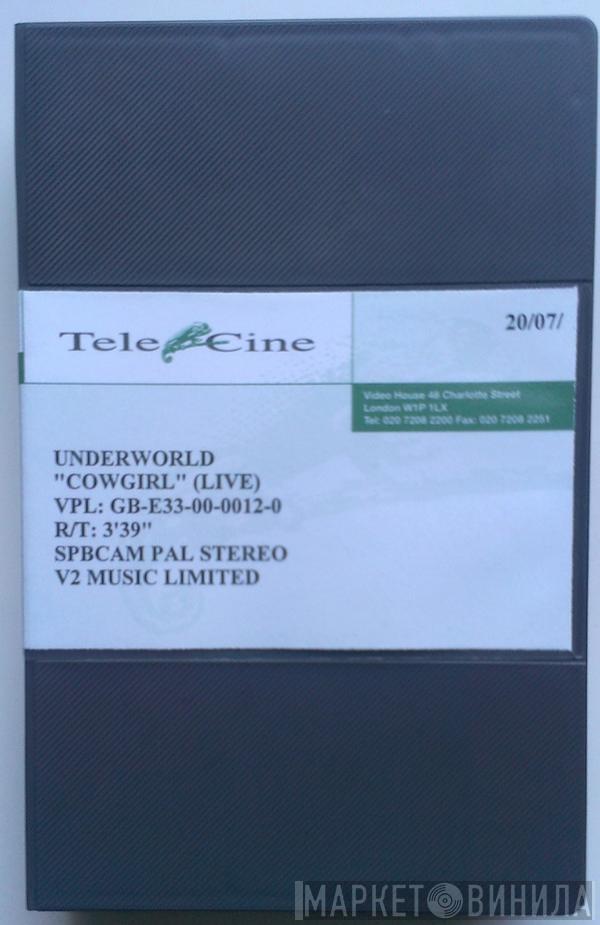 Tele Cine
20/07/
Video House 48 Charlotte Street
London W1P 1LX
Tel: 020 7208 2200 Fax: 020 7208 2251
UNDERWORLD
"COWGIRL" (LIVE)
VPL: GB-E33-00-0012-0
R/T: 3'39"
SPBCAM PAL STEREO
V2 MUSIC LIMITED
МАРКЕТ ВИНИЛА